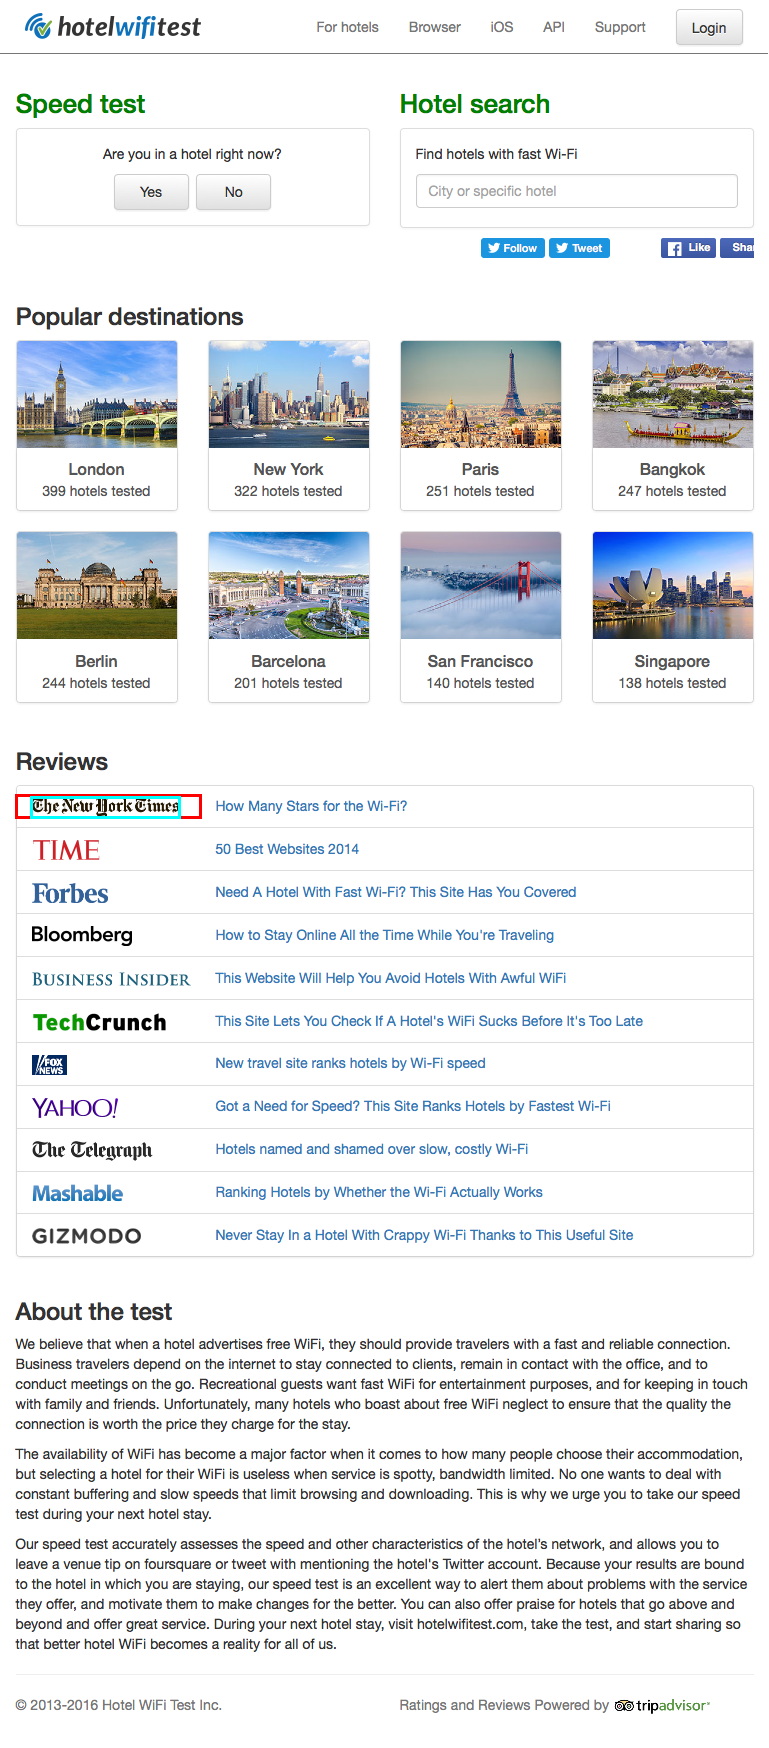 hotelwifitest
For hotels Browser iOS API Support Login
Speed test
Are you in a hotel right now?
Yes No
Hotel search
Find hotels with fast Wi-Fi
City or specific hotel
Follow Tweet Like Shar
Popular destinations
London
399 hotels tested
New York
322 hotels tested
Paris
251 hotels tested
Bangkok
247 hotels tested
Berlin
244 hotels tested
Barcelona
201 hotels tested
San Francisco
140 hotels tested
Singapore
138 hotels tested
Reviews
The New York Times How Many Stars for the Wi-Fi?
TIME 50 Best Websites 2014
Forbes Need A Hotel With Fast Wi-Fi? This Site Has You Covered
Bloomberg How to Stay Online All the Time While You're Traveling
BUSINESS INSIDER This Website Will Help You Avoid Hotels With Awful WiFi
TechCrunch This Site Lets You Check If A Hotel's WiFi Sucks Before It's Too Late
FOX NEWS New travel site ranks hotels by Wi-Fi speed
YAHOO! Got a Need for Speed? This Site Ranks Hotels by Fastest Wi-Fi
The Telegraph Hotels named and shamed over slow, costly Wi-Fi
Mashable Ranking Hotels by Whether the Wi-Fi Actually Works
GIZMODO Never Stay In a Hotel With Crappy Wi-Fi Thanks to This Useful Site
About the test
We believe that when a hotel advertises free WiFi, they should provide travelers with a fast and reliable connection.
Business travelers depend on the internet to stay connected to clients, remain in contact with the office, and to
conduct meetings on the go. Recreational guests want fast WiFi for entertainment purposes, and for keeping in touch
with family and friends. Unfortunately, many hotels who boast about free WiFi neglect to ensure that the quality the
connection is worth the price they charge for the stay.
The availability of WiFi has become a major factor when it comes to how many people choose their accommodation,
but selecting a hotel for their WiFi is useless when service is spotty, bandwidth limited. No one wants to deal with
constant buffering and slow speeds that limit browsing and downloading. This is why we urge you to take our speed
test during your next hotel stay.
Our speed test accurately assesses the speed and other characteristics of the hotel's network, and allows you to
leave a venue tip on foursquare or tweet with mentioning the hotel's Twitter account. Because your results are bound
to the hotel in which you are staying, our speed test is an excellent way to alert them about problems with the service
they offer, and motivate them to make changes for the better. You can also offer praise for hotels that go above and
beyond and offer great service. During your next hotel stay, visit hotelwifitest.com, take the test, and start sharing so
that better hotel WiFi becomes a reality for all of us.
© 2013-2016 Hotel WiFi Test Inc.
Ratings and Reviews Powered by tripadvisor